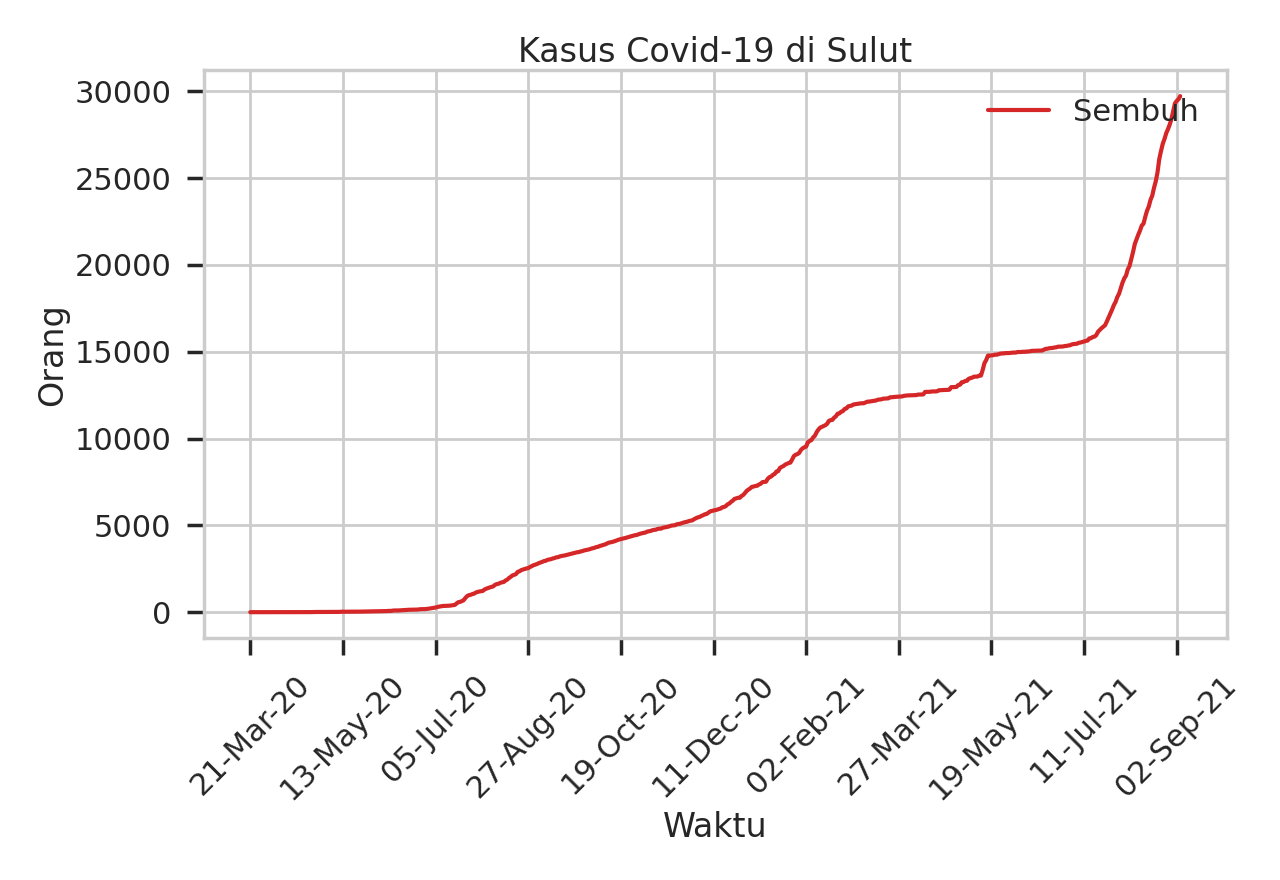 Kasus Covid-19 di Sulut
Sembuh
30000
25000
20000
15000
10000
5000
0
Orang
21-Mar-20
13-May-20
05-Jul-20
27-Aug-20
19-Oct-20
11-Dec-20
02-Feb-21
27-Mar-21
19-May-21
11-Jul-21
02-Sep-21
Waktu